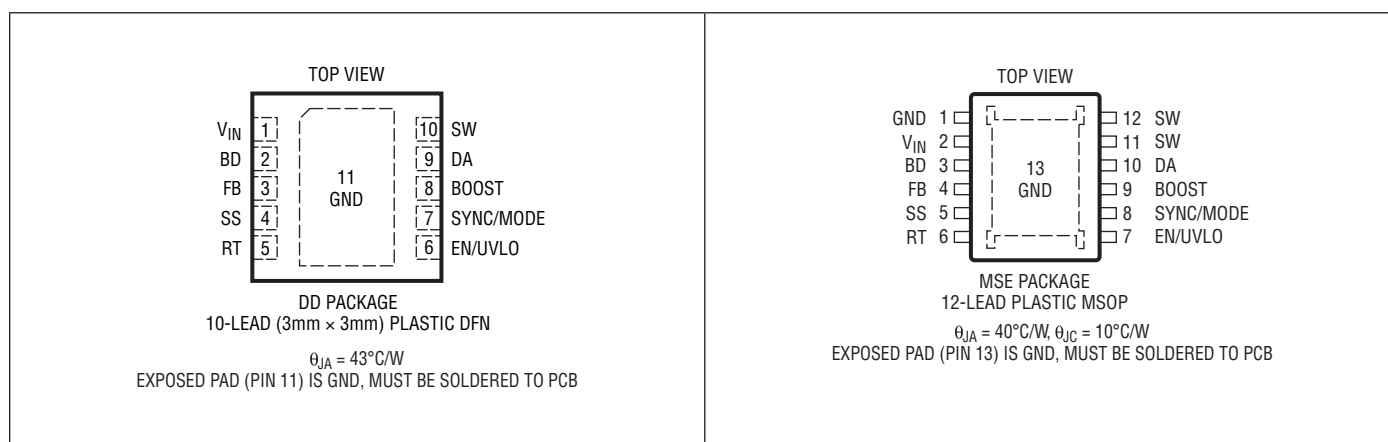 TOP VIEW
VIN 1
BD 2
FB 3
SS 4
RT 5
11
GND
10 SW
9 DA
8 BOOST
7 SYNC/MODE
6 EN/UVLO
DD PACKAGE
10-LEAD (3mm × 3mm) PLASTIC DFN
θJA = 43°C/W
EXPOSED PAD (PIN 11) IS GND, MUST BE SOLDERED TO PCB
TOP VIEW
GND 1
VIN 2
BD 3
FB 4
SS 5
RT 6
13
GND
12 SW
11 SW
10 DA
9 BOOST
8 SYNC/MODE
7 EN/UVLO
MSE PACKAGE
12-LEAD PLASTIC MSOP
θJA = 40°C/W, θJC = 10°C/W
EXPOSED PAD (PIN 13) IS GND, MUST BE SOLDERED TO PCB